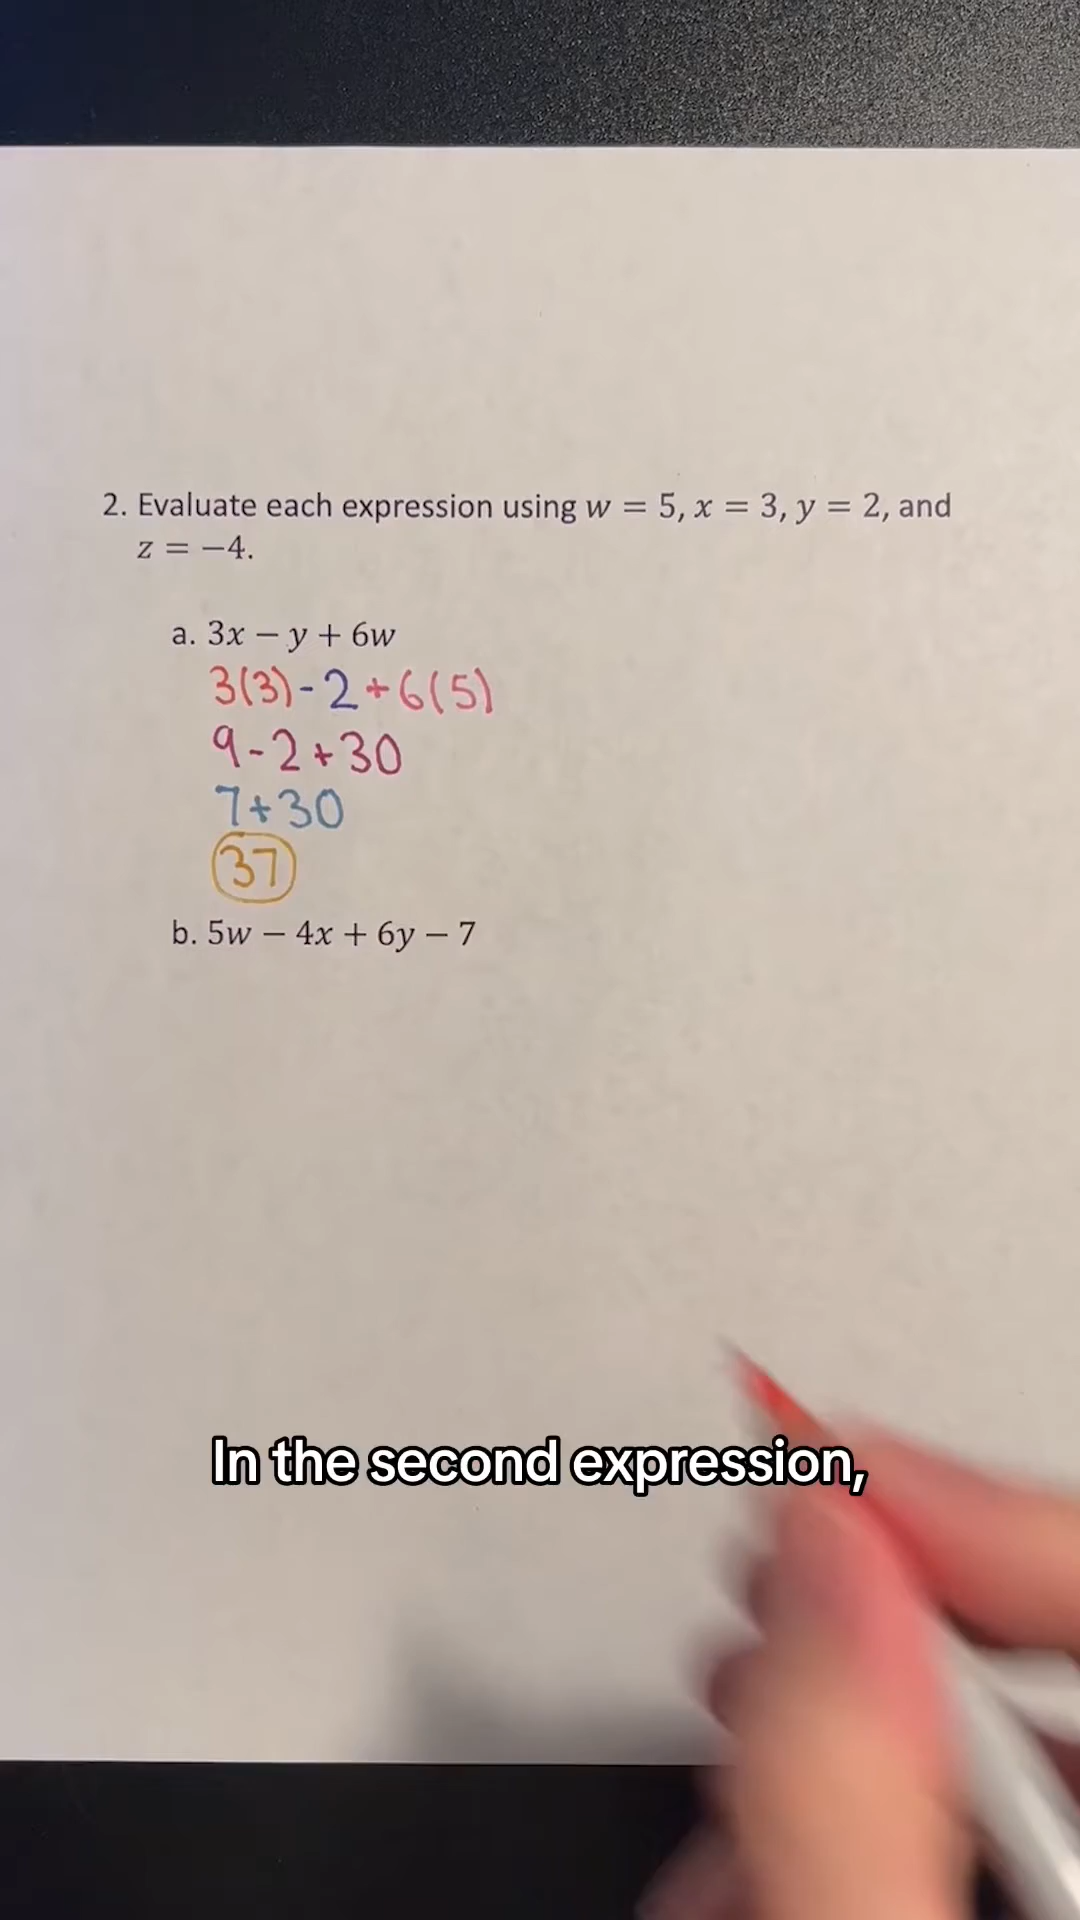 2. Evaluate each expression using w = 5, x = 3, y = 2, and
z = −4.
a. 3x − y + 6w
3(3) - 2 + 6(5)
9 - 2 + 30
7 + 30
37
b. 5w − 4x + 6y − 7
In the second expression,